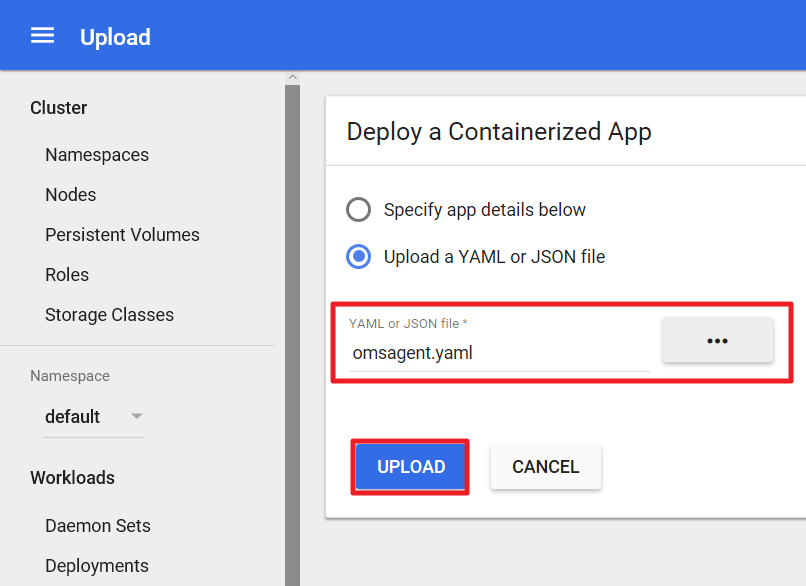 Upload
Cluster
Namespaces
Nodes
Persistent Volumes
Roles
Storage Classes
Namespace
default
Workloads
Daemon Sets
Deployments
Deploy a Containerized App
Specify app details below
Upload a YAML or JSON file
YAML or JSON file *
omsagent.yaml
•••
UPLOAD
CANCEL